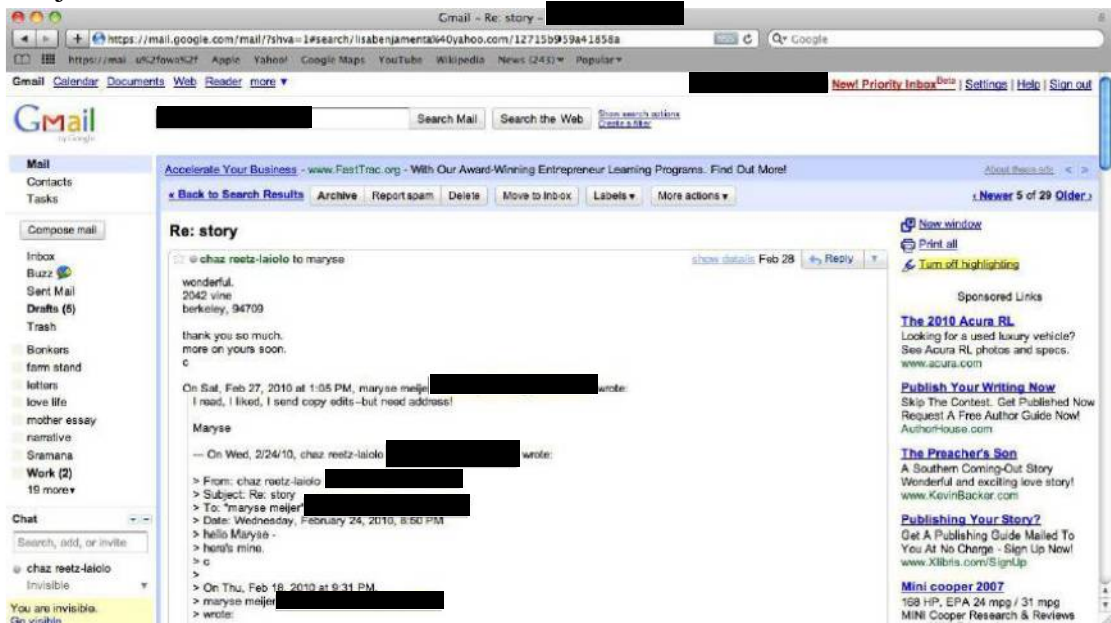 Gmail - Re: story -
https://mail.google.com/mail/?shva=1#search/lisabenjamenta%40yahoo.com/12715b959a41858a
Google
Apple Yahoo! Google Maps YouTube Wikipedia News (243) Popular
Gmail Calendar Documents Web Reader more ▼
New! Priority Inbox Beta | Settings | Help | Sign out
Gmail
by Google
Search Mail Search the Web
Show search options
Create a filter
Mail
Contacts
Tasks
Compose mail
Inbox
Buzz
Sent Mail
Drafts (5)
Trash
Bonkers
farm stand
letters
love life
mother essay
narrative
Sramana
Work (2)
19 more▼
Chat
Search, add, or invite
chaz reetz-laiolo
Invisible
You are invisible.
Go visible
Accelerate Your Business - www.FastTrac.org - With Our Award-Winning Entrepreneur Learning Programs. Find Out More!
About these ads < >
« Back to Search Results Archive Report spam Delete Move to Inbox Labels ▼ More actions ▼
‹ Newer 5 of 29 Older ›
Re: story
chaz reetz-laiolo to maryse
show details Feb 28 Reply
wonderful.
2042 vine
berkeley, 94709
thank you so much.
more on yours soon.
c
On Sat, Feb 27, 2010 at 1:05 PM, maryse meije wrote:
I read, I liked, I send copy edits--but need address!
Maryse
--- On Wed, 2/24/10, chaz reetz-laiolo wrote:
> From: chaz reetz-laiolo
> Subject: Re: story
> To: "maryse meijer"
> Date: Wednesday, February 24, 2010, 8:50 PM
> hello Maryse -
> here's mine.
> c
>
> On Thu, Feb 18, 2010 at 9:31 PM,
> maryse meijer
> wrote:
New window
Print all
Turn off highlighting
Sponsored Links
The 2010 Acura RL
Looking for a used luxury vehicle?
See Acura RL photos and specs.
www.acura.com
Publish Your Writing Now
Skip The Contest. Get Published Now
Request A Free Author Guide Now!
AuthorHouse.com
The Preacher's Son
A Southern Coming-Out Story
Wonderful and exciting love story!
www.KevinBacker.com
Publishing Your Story?
Get A Publishing Guide Mailed To
You At No Charge - Sign Up Now!
www.Xlibris.com/SignUp
Mini cooper 2007
168 HP, EPA 24 mpg / 31 mpg
MINI Cooper Research & Reviews